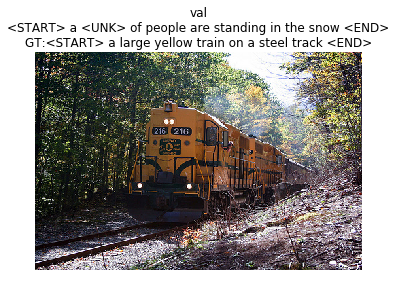 val
<START> a <UNK> of people are standing in the snow <END>
GT:<START> a large yellow train on a steel track <END>
216 216